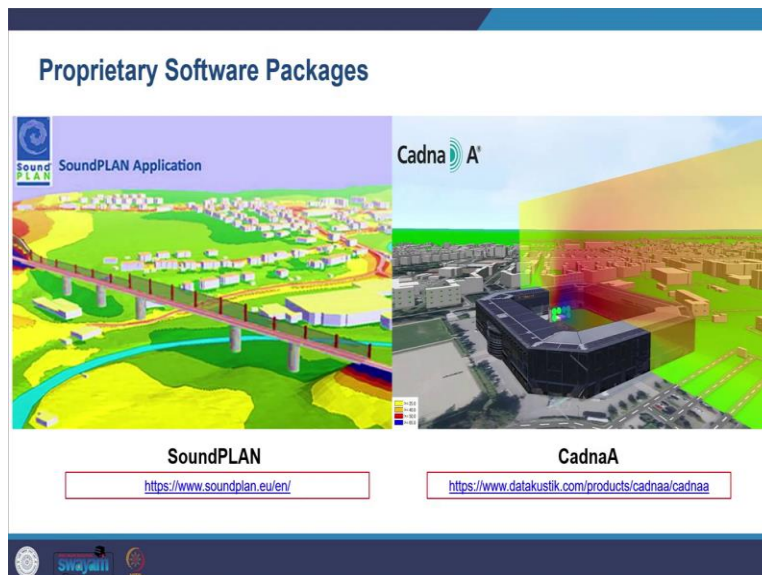 Proprietary Software Packages
Sound
PLAN
SoundPLAN Application
Cadna A®
SoundPLAN
CadnaA
https://www.soundplan.eu/en/
https://www.datakustik.com/products/cadnaa/cadnaa
swayam